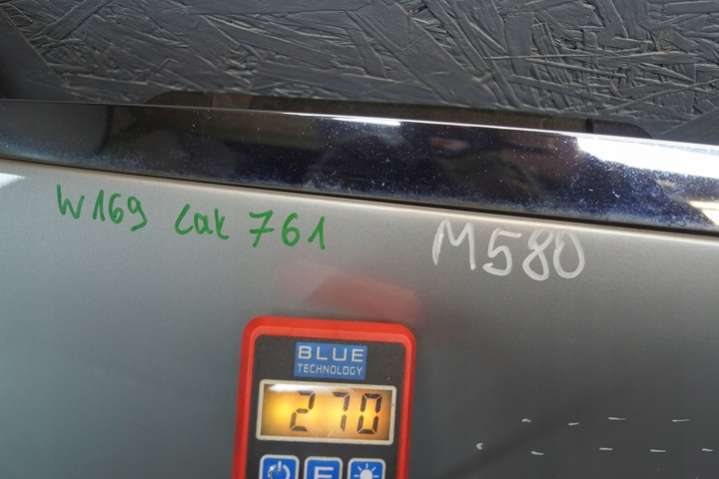 W169 Lak 761
M580
BLUE
TECHNOLOGY
270
F